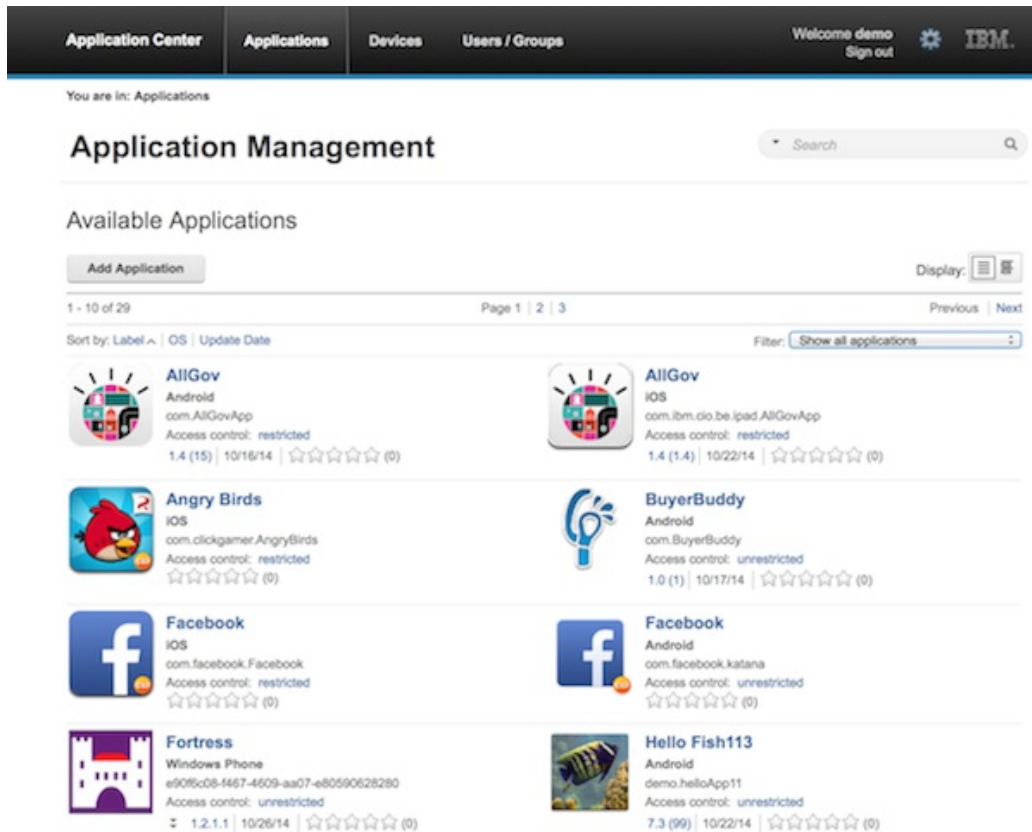 Application Center Applications Devices Users / Groups Welcome demo IBM.
Sign out
You are in: Applications
Application Management
Search
Available Applications
Add Application Display:
1 - 10 of 29 Page 1 | 2 | 3 Previous | Next
Sort by: Label | OS | Update Date Filter: Show all applications
AllGov
Android
com.AllGovApp
Access control: restricted
1.4 (15) | 10/16/14 | (0)
AllGov
iOS
com.ibm.cio.be.ipad.AllGovApp
Access control: restricted
1.4 (1.4) | 10/22/14 | (0)
Angry Birds
iOS
com.clickgamer.AngryBirds
Access control: restricted
(0)
BuyerBuddy
Android
com.BuyerBuddy
Access control: unrestricted
1.0 (1) | 10/17/14 | (0)
Facebook
iOS
com.facebook.Facebook
Access control: restricted
(0)
Facebook
Android
com.facebook.katana
Access control: unrestricted
(0)
Fortress
Windows Phone
e90f6c08-f467-4609-aa07-e80590628280
Access control: unrestricted
1.2.1.1 | 10/26/14 | (0)
Hello Fish113
Android
demo.helloApp11
Access control: unrestricted
7.3 (99) | 10/22/14 | (0)